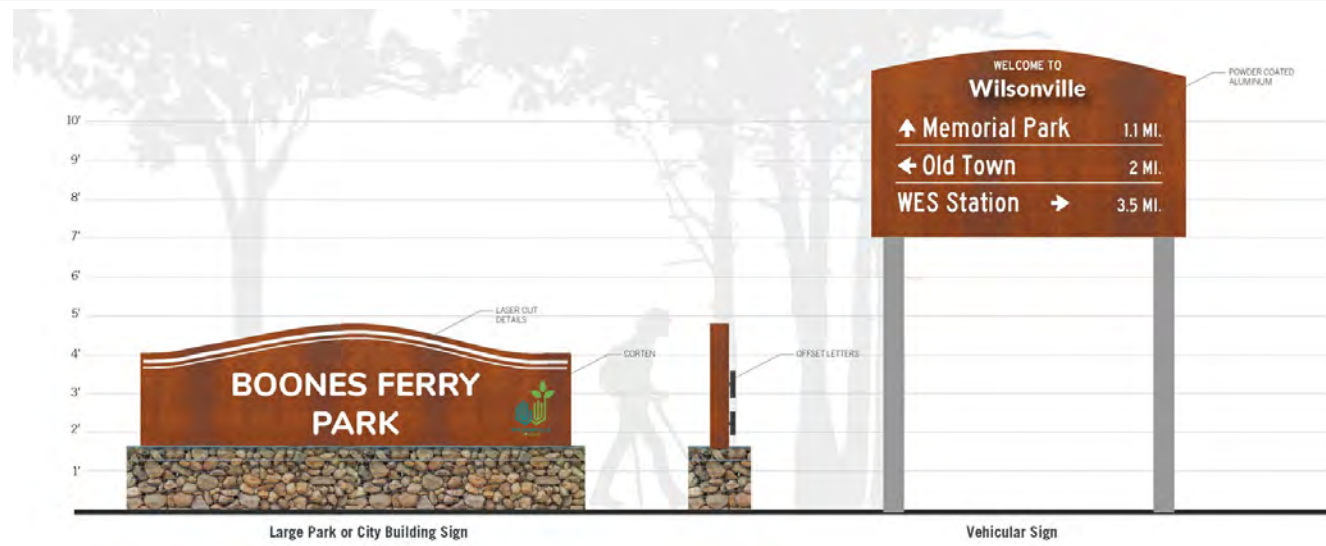 10'
9'
8'
7'
6'
5'
4'
3'
2'
1'
LASER CUT
DETAILS
CORTEN
BOONES FERRY
PARK
OFFSET LETTERS
WELCOME TO
Wilsonville
Memorial Park 1.1 MI.
Old Town 2 MI.
WES Station 3.5 MI.
POWDER COATED
ALUMINUM
Large Park or City Building Sign
Vehicular Sign